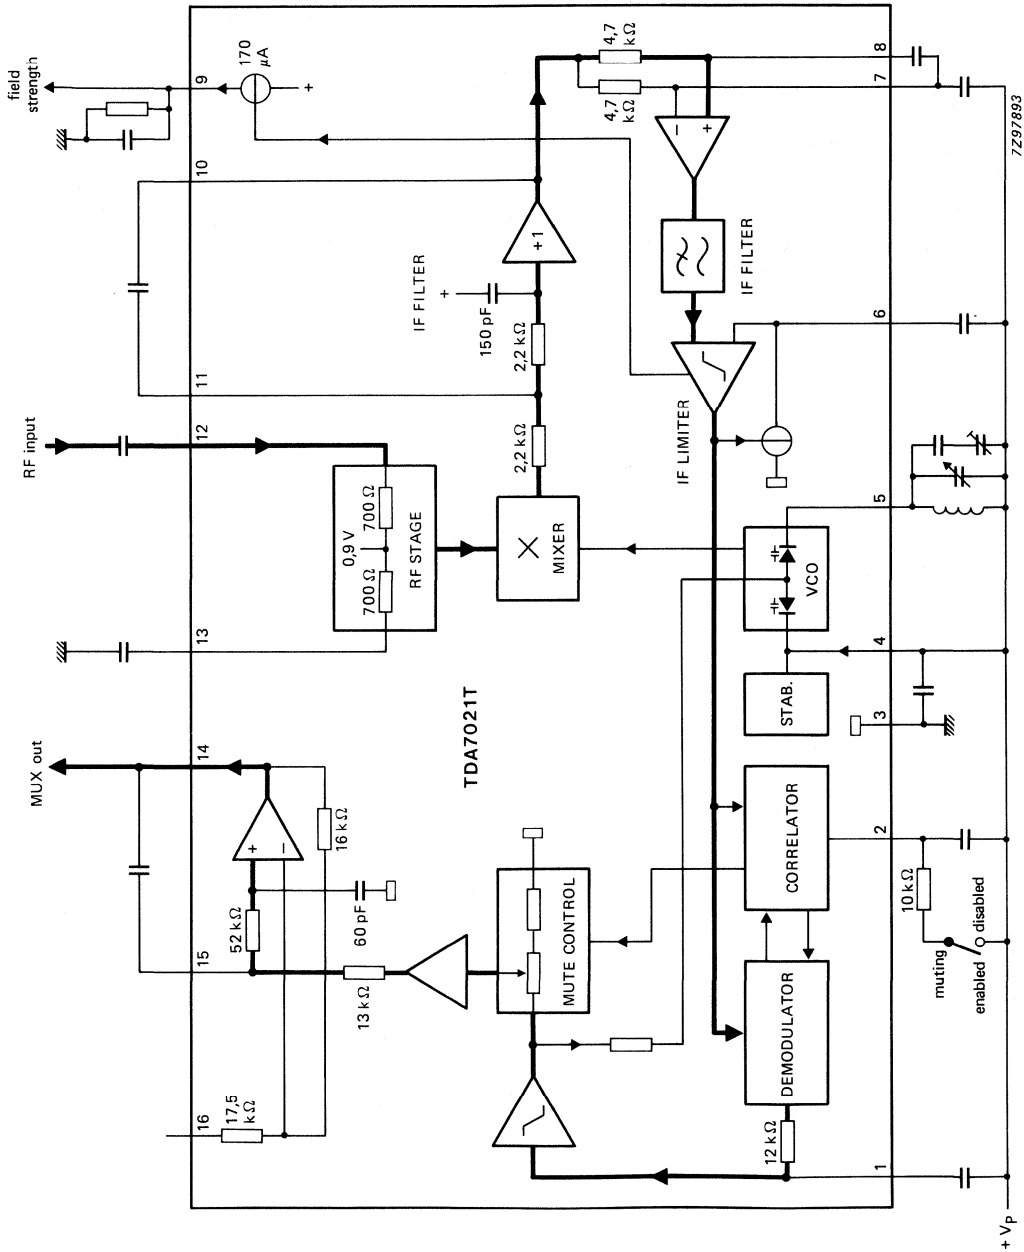 field
strength
9
170
μA
+
4,7
kΩ
8
4,7
kΩ
7
7297893
−
+
10
+1
IF FILTER
+
150 pF
IF FILTER
2,2 kΩ
6
11
RF input
12
2,2 kΩ
IF LIMITER
700 Ω
0,9 V
700 Ω
RF STAGE
MIXER
5
VCO
13
4
STAB.
3
TDA7021T
MUX out
14
+
−
16 kΩ
52 kΩ
60 pF
15
13 kΩ
MUTE CONTROL
CORRELATOR
2
10 kΩ
muting
disabled
enabled
DEMODULATOR
16
17,5
kΩ
12 kΩ
1
+ VP